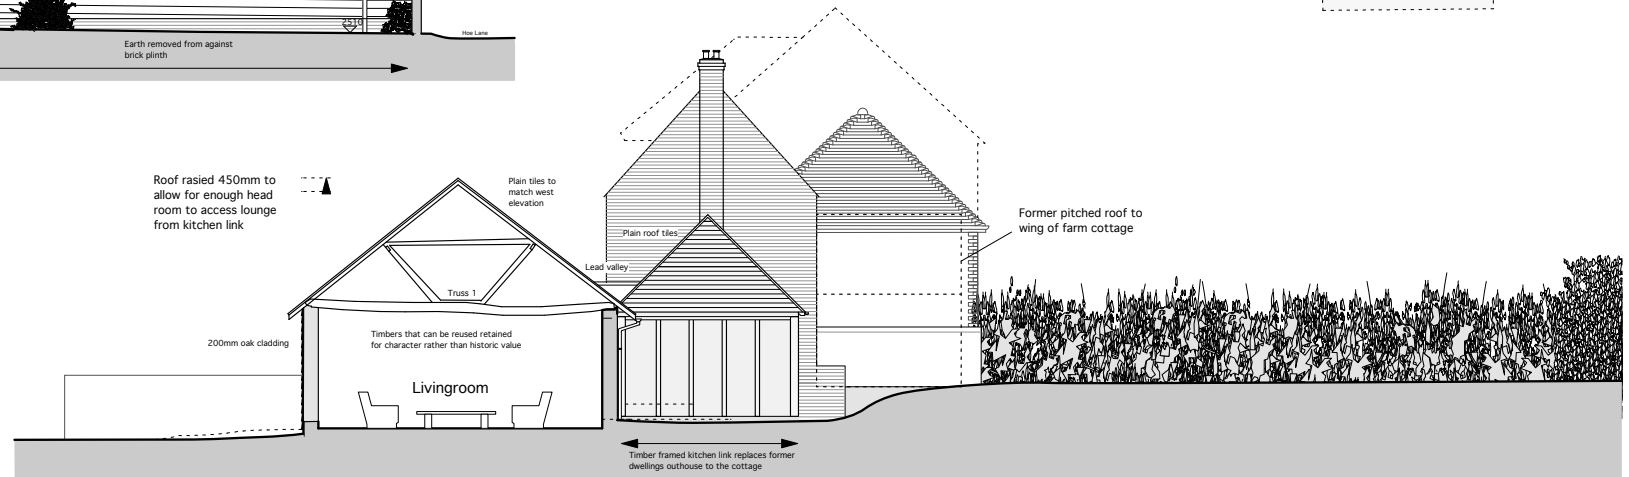 2510
Hoe Lane
Earth removed from against
brick plinth
Roof rasied 450mm to
allow for enough head
room to access lounge
from kitchen link
Plain tiles to
match west
elevation
Plain roof tiles
Former pitched roof to
wing of farm cottage
Lead valley
Truss 1
Timbers that can be reused retained
for character rather than historic value
200mm oak cladding
Livingroom
Timber framed kitchen link replaces former
dwellings outhouse to the cottage